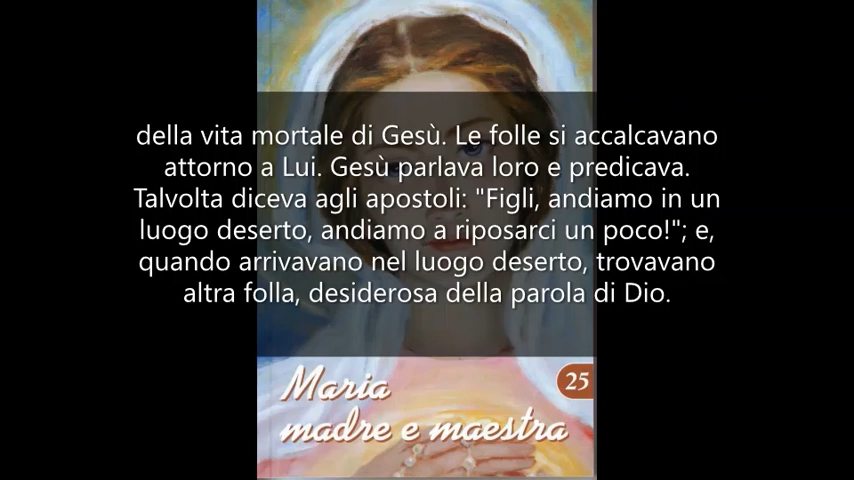 della vita mortale di Gesù. Le folle si accalcavano
attorno a Lui. Gesù parlava loro e predicava.
Talvolta diceva agli apostoli: "Figli, andiamo in un
luogo deserto, andiamo a riposarci un poco!"; e,
quando arrivavano nel luogo deserto, trovavano
altra folla, desiderosa della parola di Dio.
Maria
25
madre e maestra